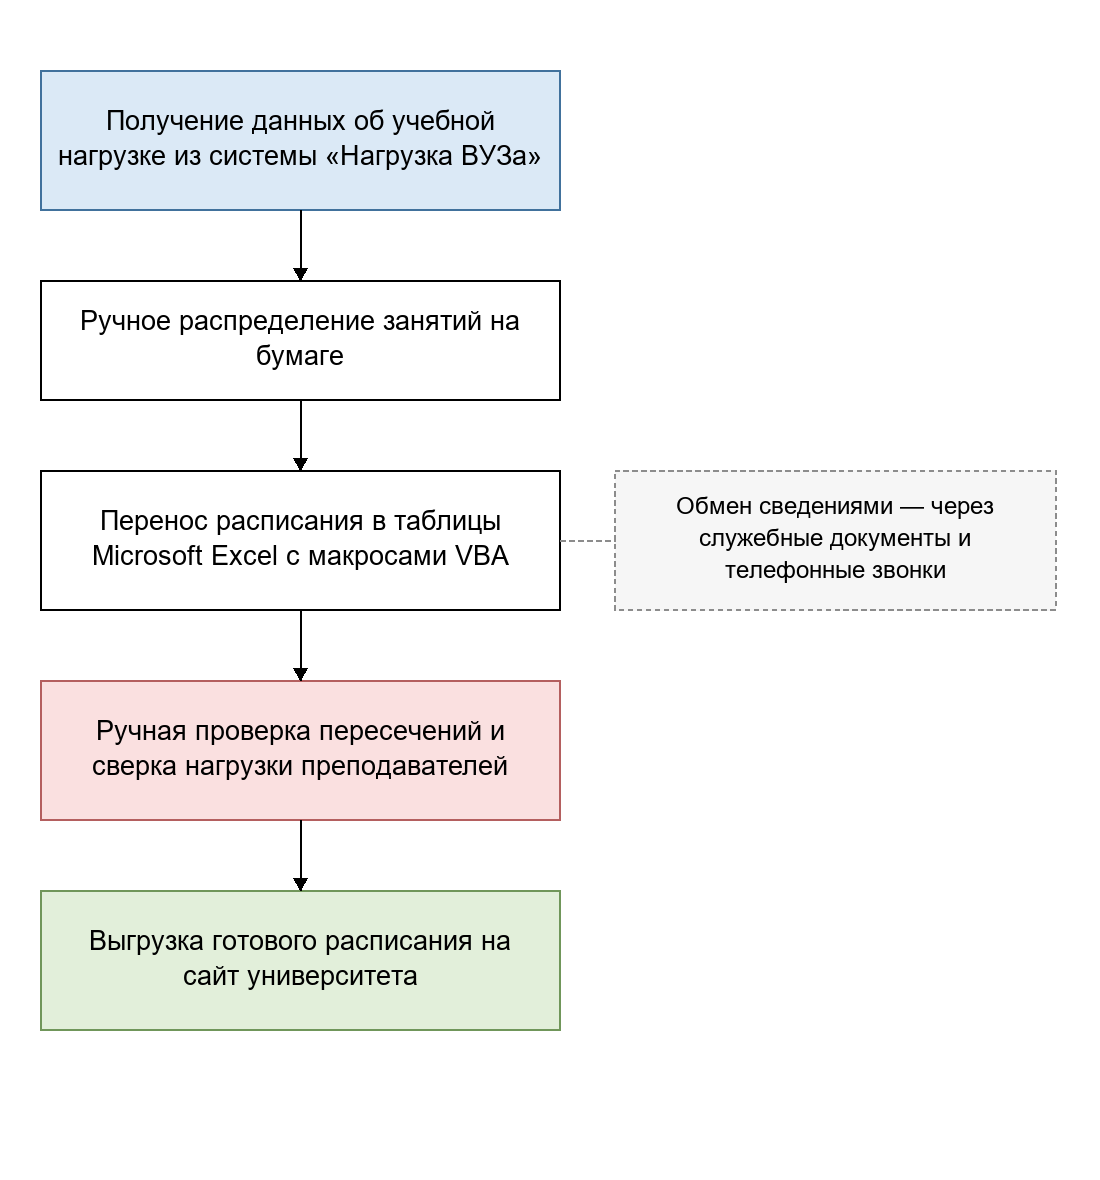 Получение данных об учебной
нагрузке из системы «Нагрузка ВУЗа»
Ручное распределение занятий на
бумаге
Перенос расписания в таблицы
Microsoft Excel с макросами VBA
Обмен сведениями — через
служебные документы и
телефонные звонки
Ручная проверка пересечений и
сверка нагрузки преподавателей
Выгрузка готового расписания на
сайт университета